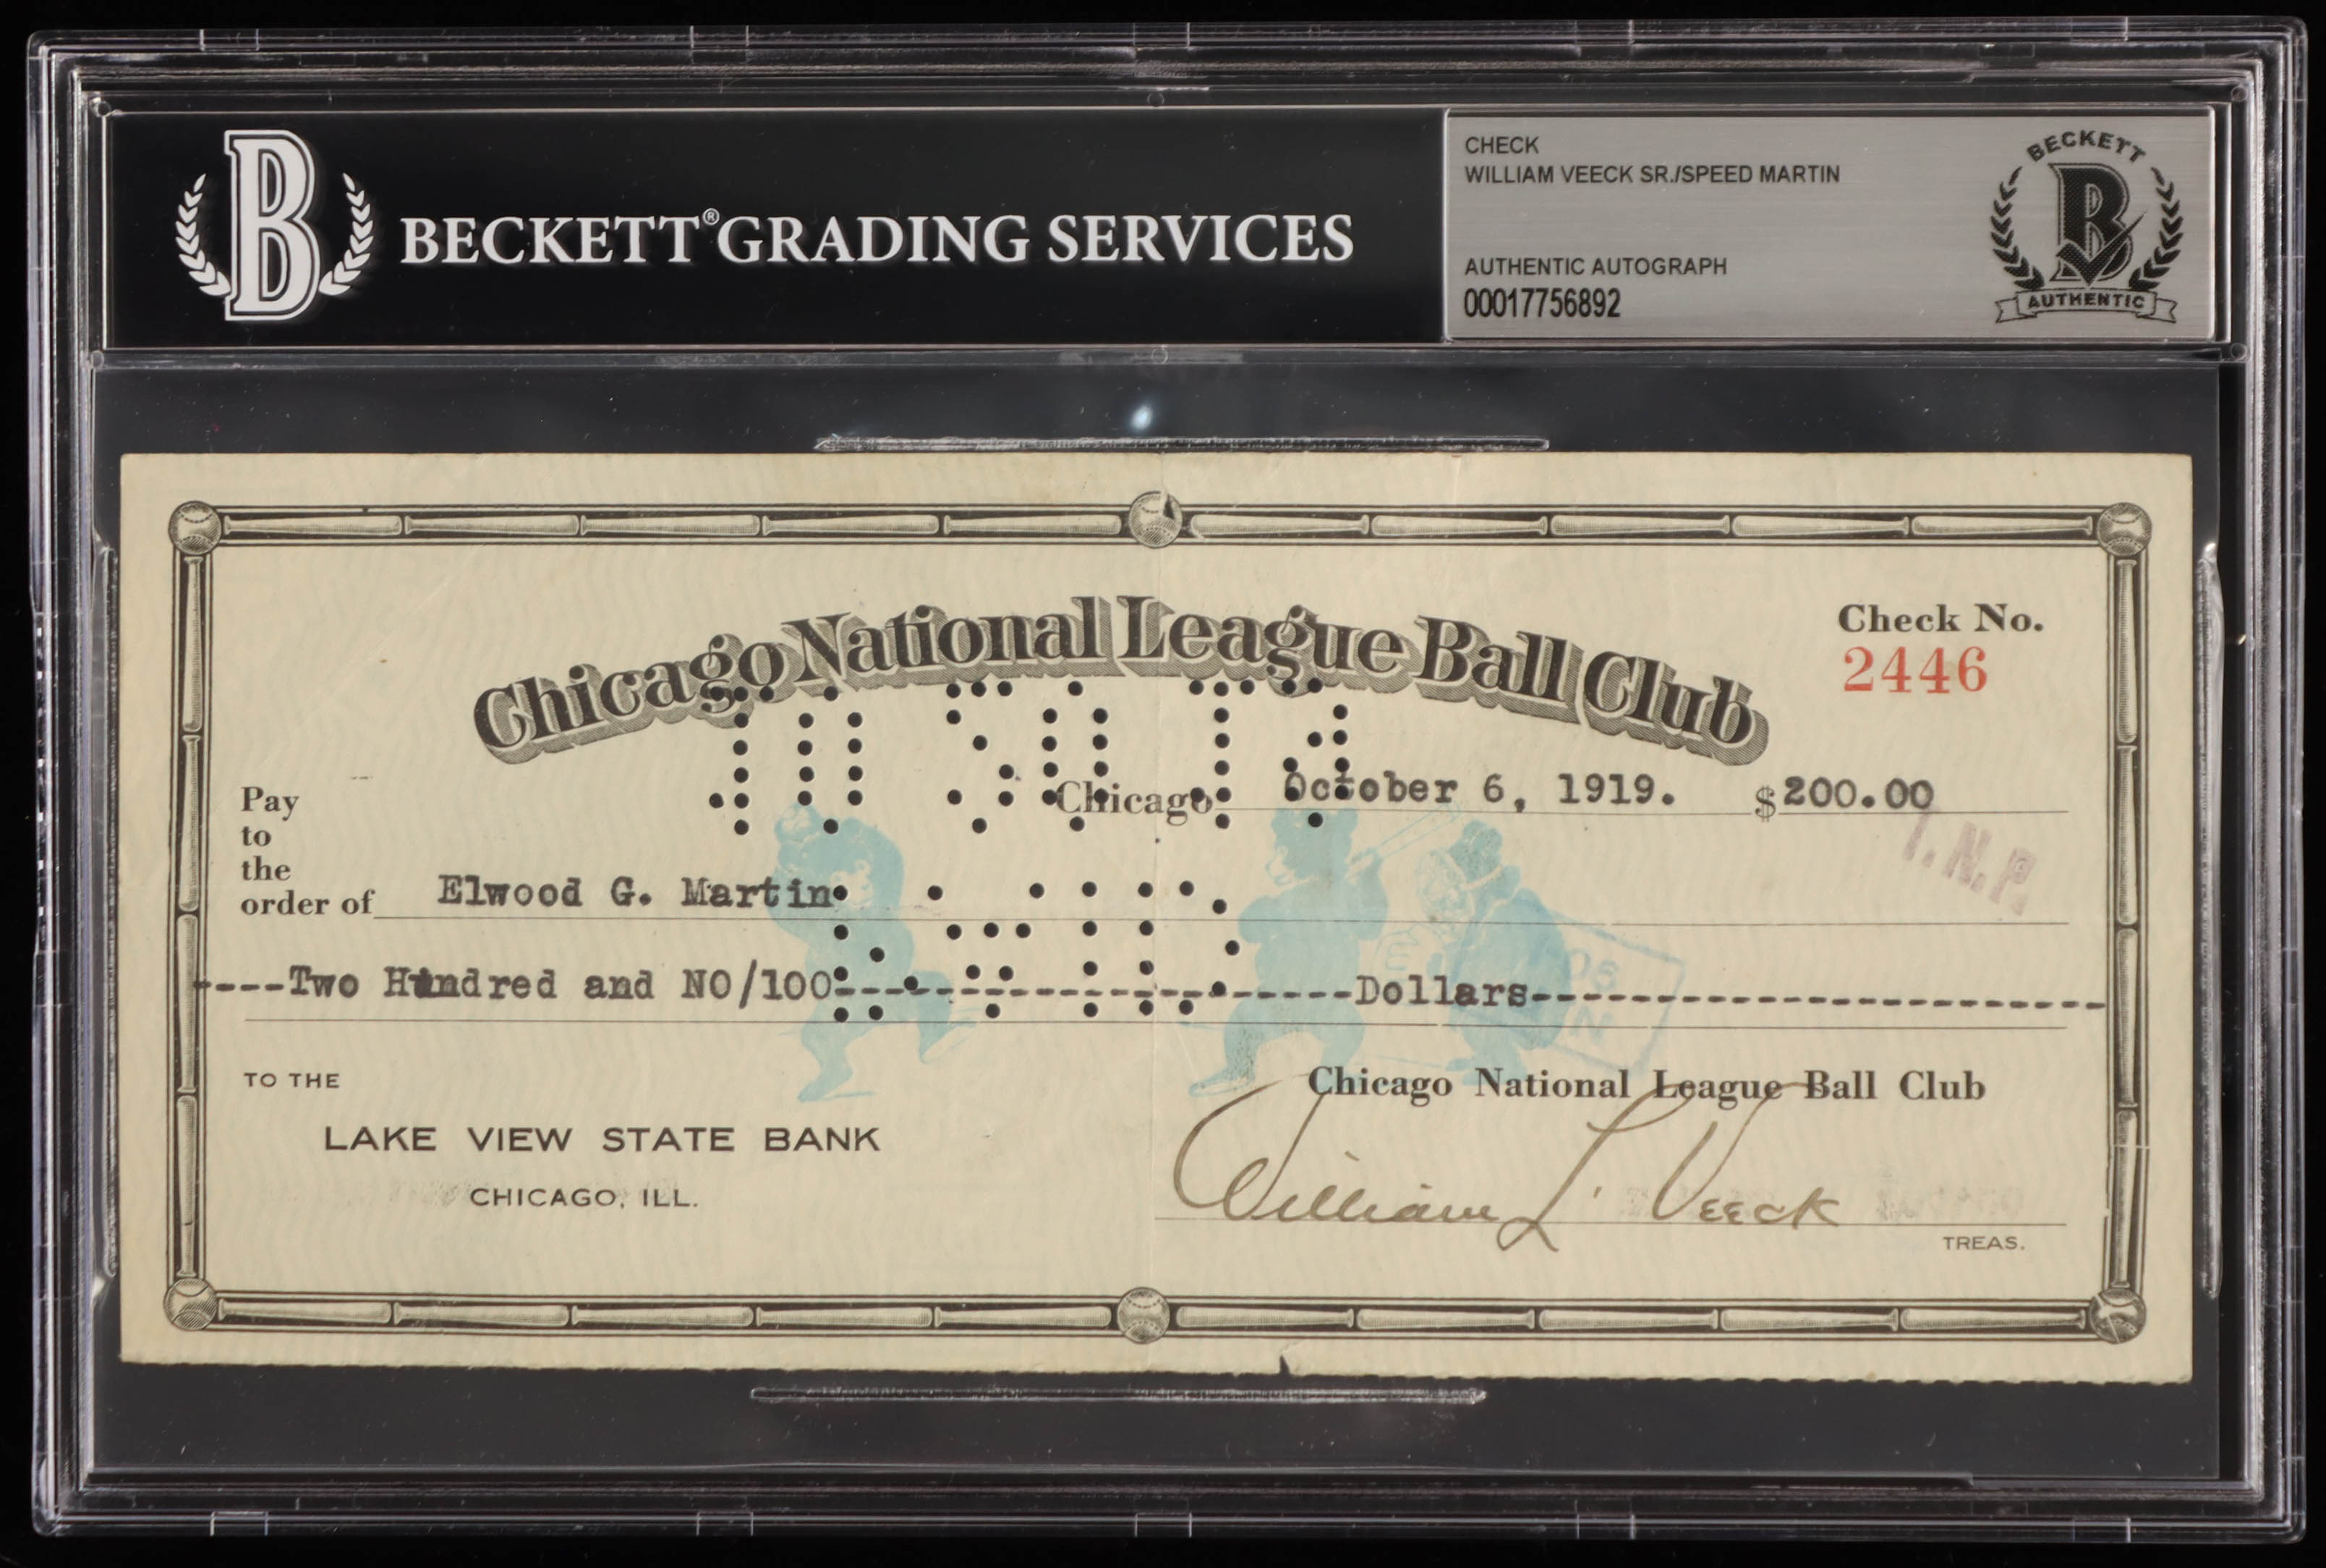 BECKETT® GRADING SERVICES
CHECK
WILLIAM VEECK SR./SPEED MARTIN
AUTHENTIC AUTOGRAPH
00017756892
BECKETT
B
AUTHENTIC
B
Chicago National League Ball Club
Check No.
2446
Chicago October 6, 1919. $200.00
I.N.P.
Pay
to
the
order of Elwood G. Martin
----Two Hundred and NO/100--------------------Dollars-----------------------
TO THE
LAKE VIEW STATE BANK
CHICAGO, ILL.
Chicago National League Ball Club
William L. Veeck
TREAS.